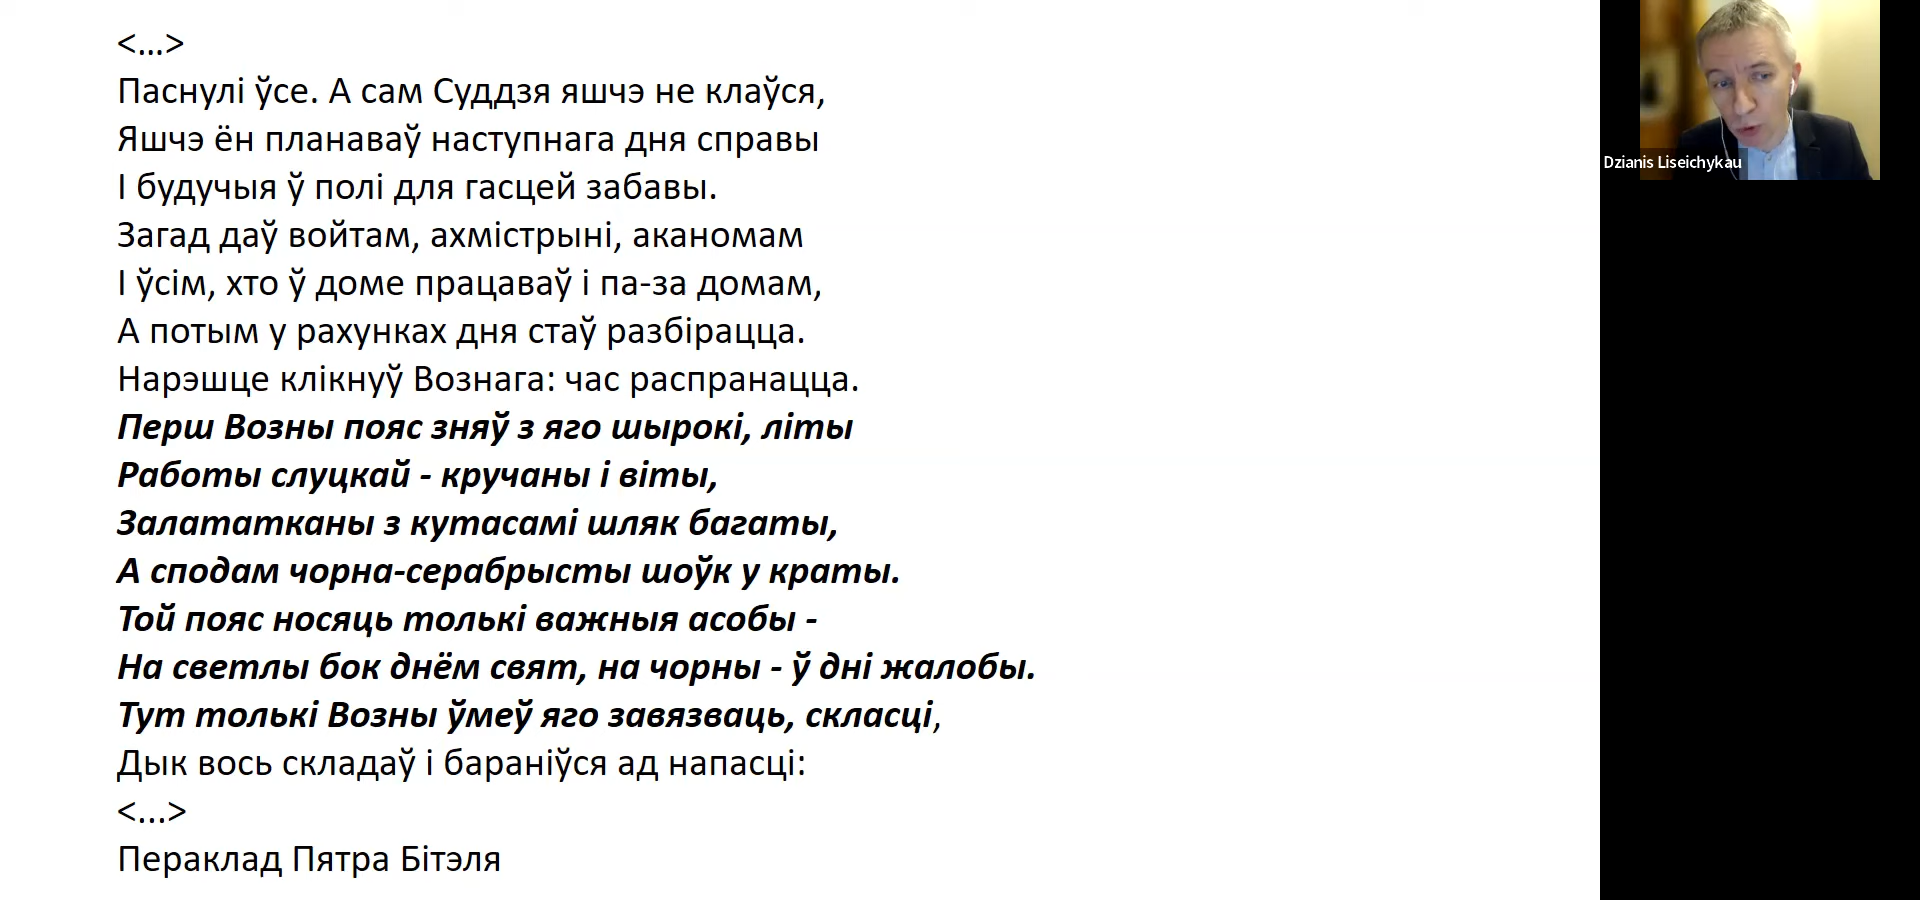 <...>
Паснулі ўсе. А сам Суддзя яшчэ не клаўся,
Яшчэ ён планаваў наступнага дня справы
І будучыя ў полі для гасцей забавы.
Загад даў войтам, ахмістрыні, аканомам
І ўсім, хто ў доме працаваў і па-за домам,
А потым у рахунках дня стаў разбірацца.
Нарэшце клікнуў Вознага: час распранацца.
Перш Возны пояс зняў з яго шырокі, літы
Работы слуцкай - кручаны і віты,
Залататканы з кутасамі шляк багаты,
А сподам чорна-серабрысты шоўк у краты.
Той пояс носяць толькі важныя асобы -
На светлы бок днём свят, на чорны - ў дні жалобы.
Тут толькі Возны ўмеў яго завязваць, скласці,
Дык вось складаў і бараніўся ад напасці:
<...>
Пераклад Пятра Бітэля
Dzianis Liseichykau